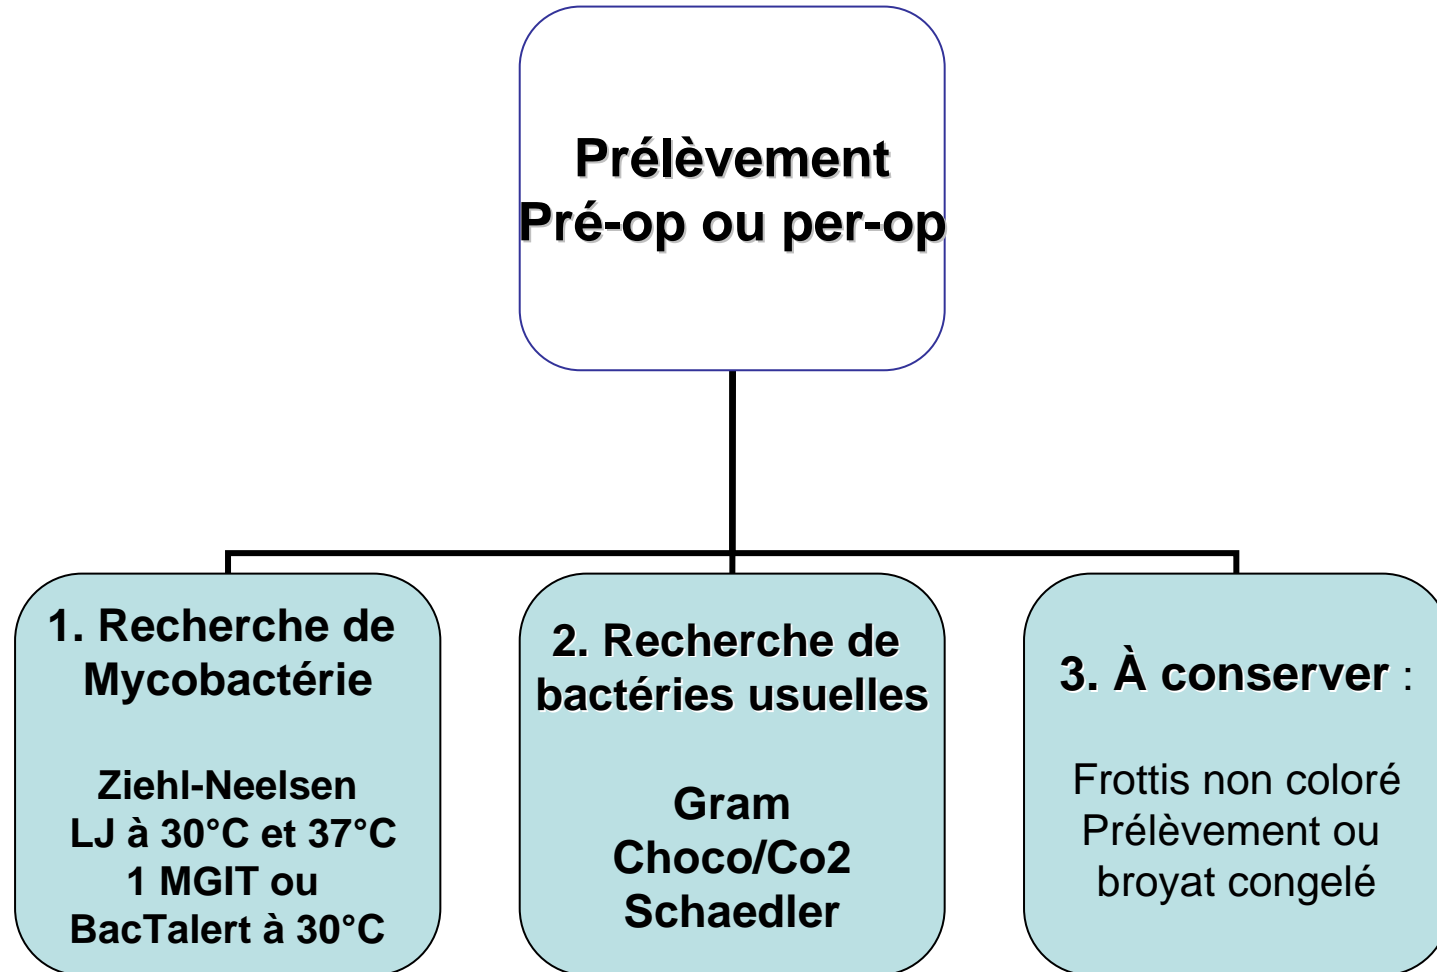 Prélèvement
Pré-op ou per-op
1. Recherche de
Mycobactérie
Ziehl-Neelsen
LJ à 30°C et 37°C
1 MGIT ou
BacTalert à 30°C
2. Recherche de
bactéries usuelles
Gram
Choco/Co2
Schaedler
3. À conserver :
Frottis non coloré
Prélèvement ou
broyat congelé